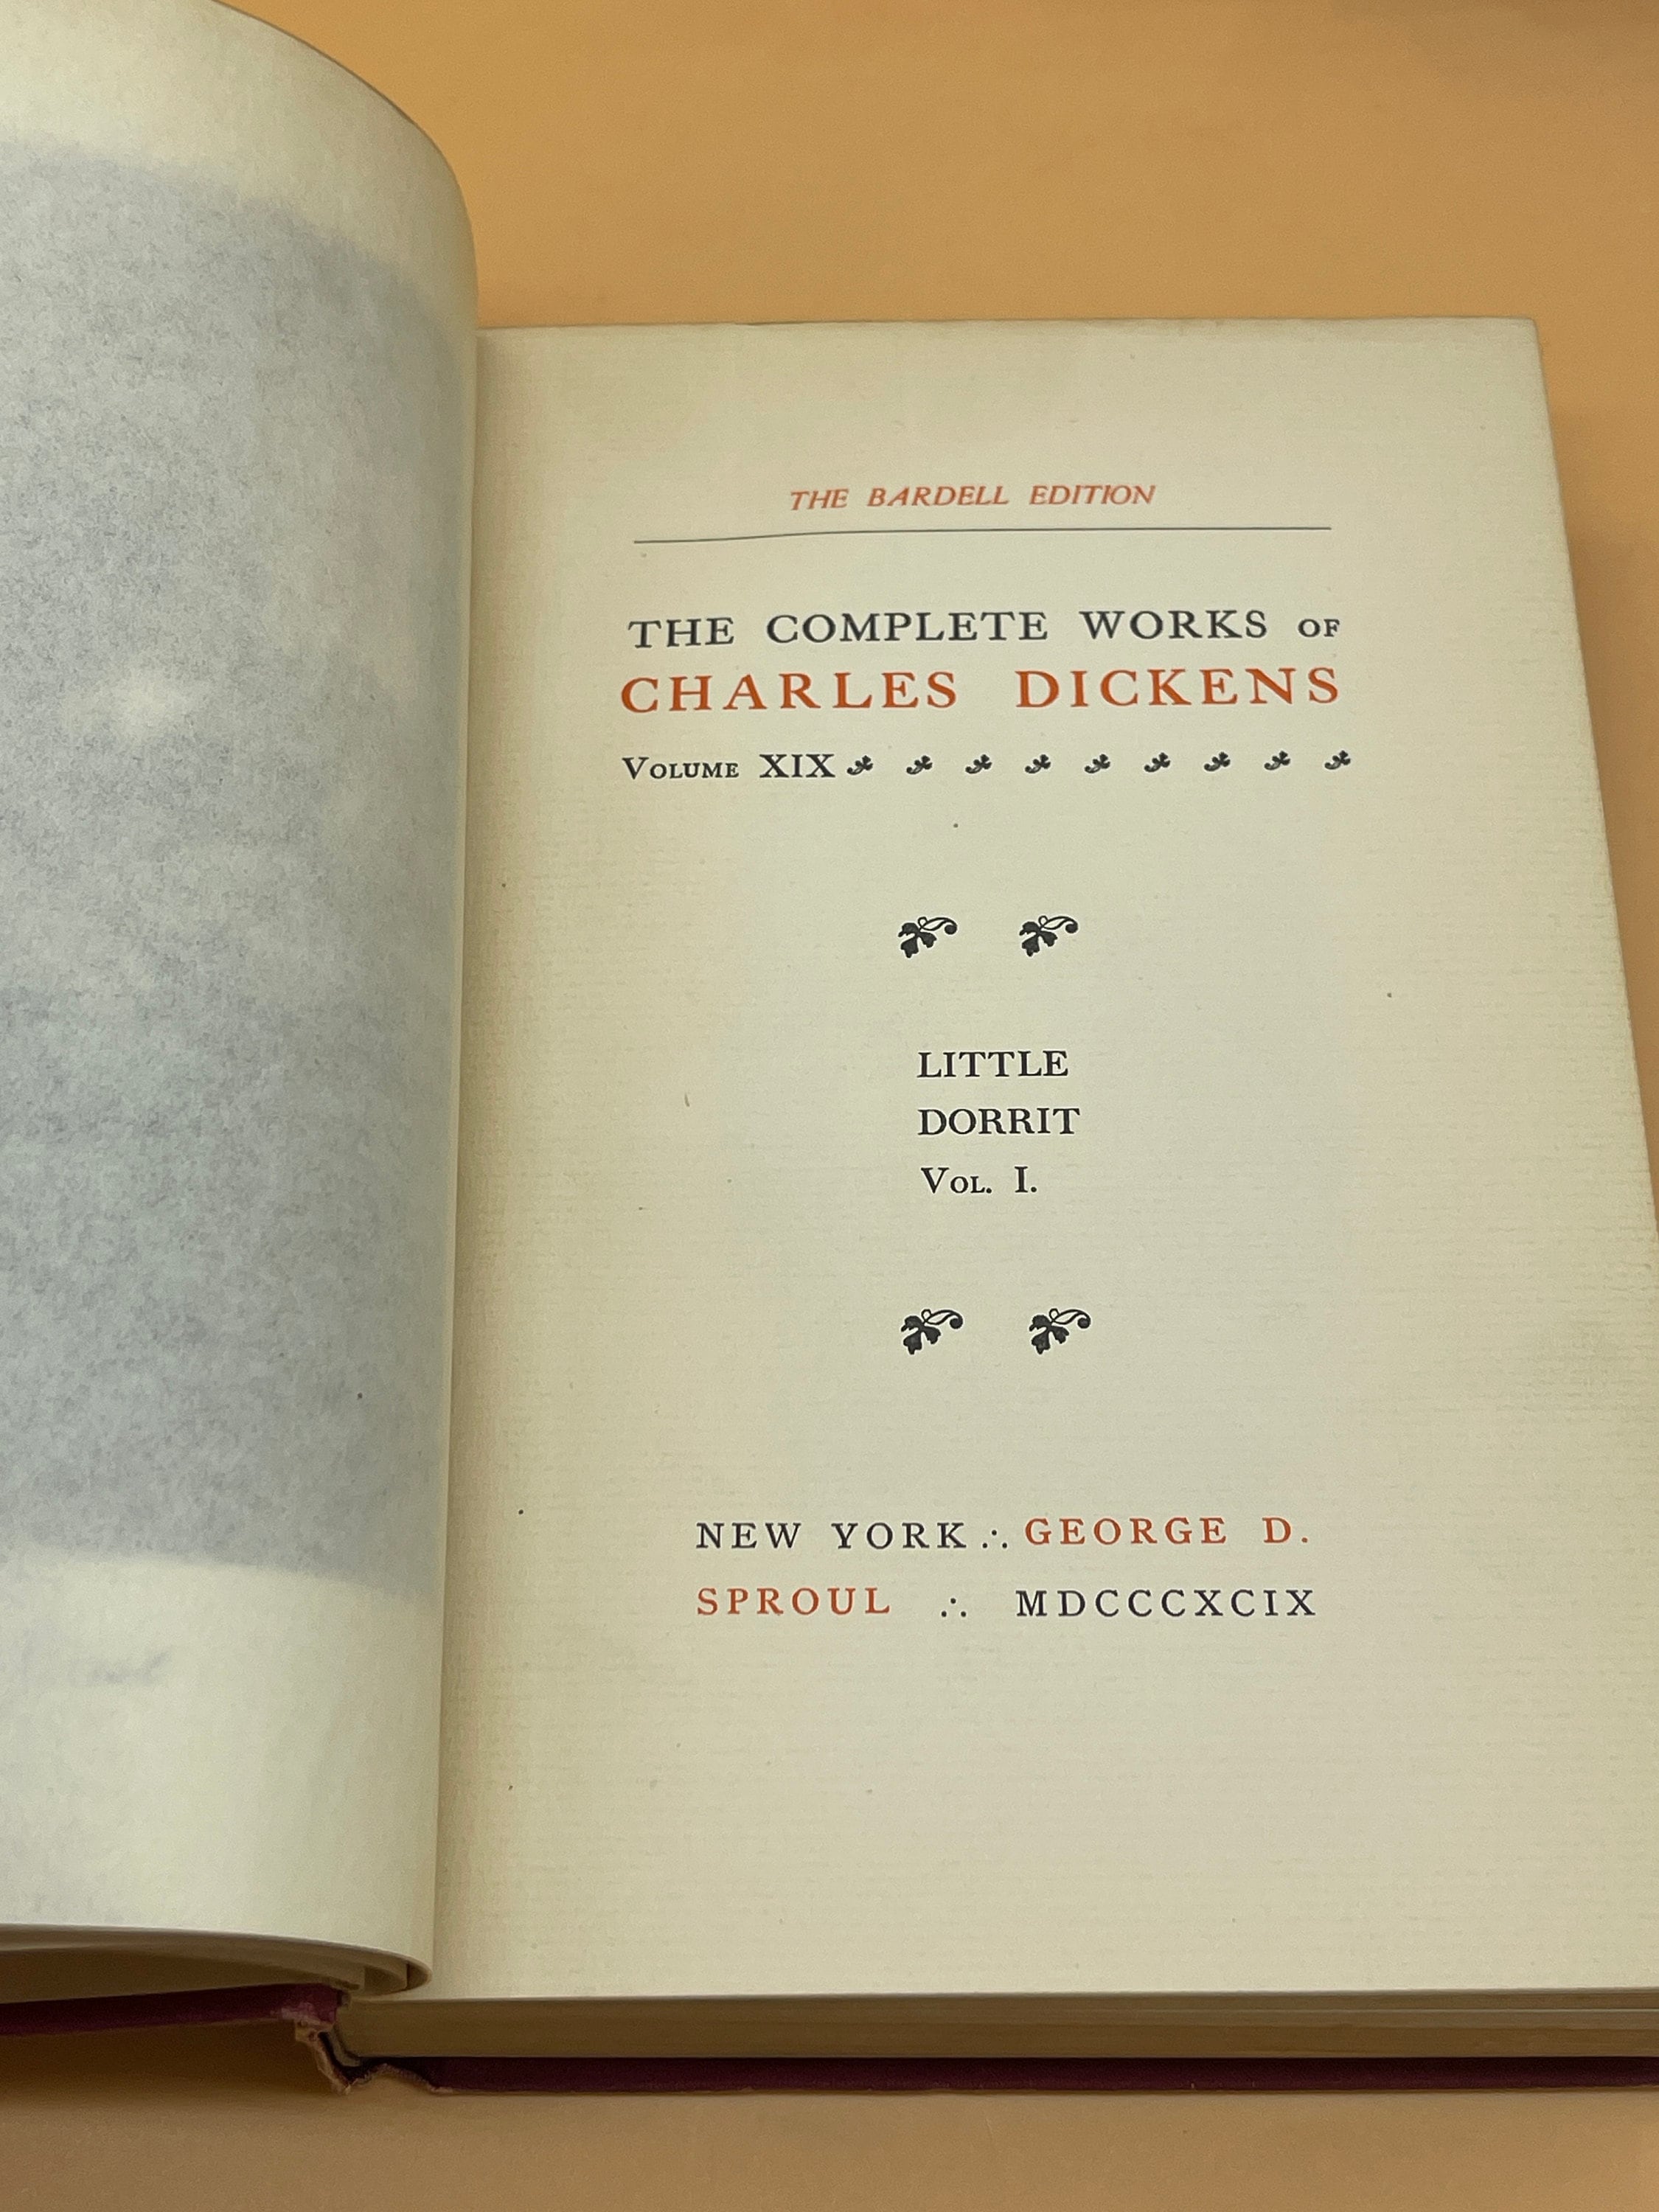 THE BARDELL EDITION
THE COMPLETE WORKS OF
CHARLES DICKENS
VOLUME XIX
LITTLE
DORRIT
VOL. I.
NEW YORK ∴ GEORGE D.
SPROUL ∴ MDCCCXCIX